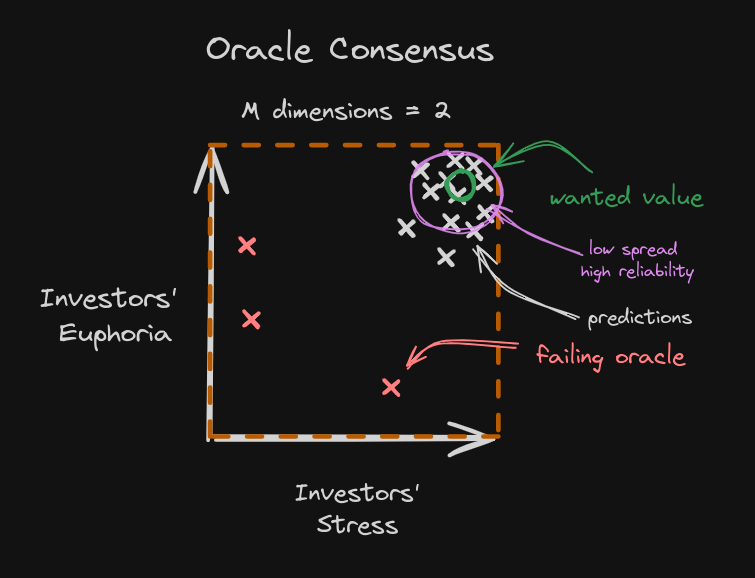 Oracle Consensus
M dimensions = 2
wanted value
low spread
high reliability
Investors'
Euphoria
predictions
failing oracle
Investors'
Stress